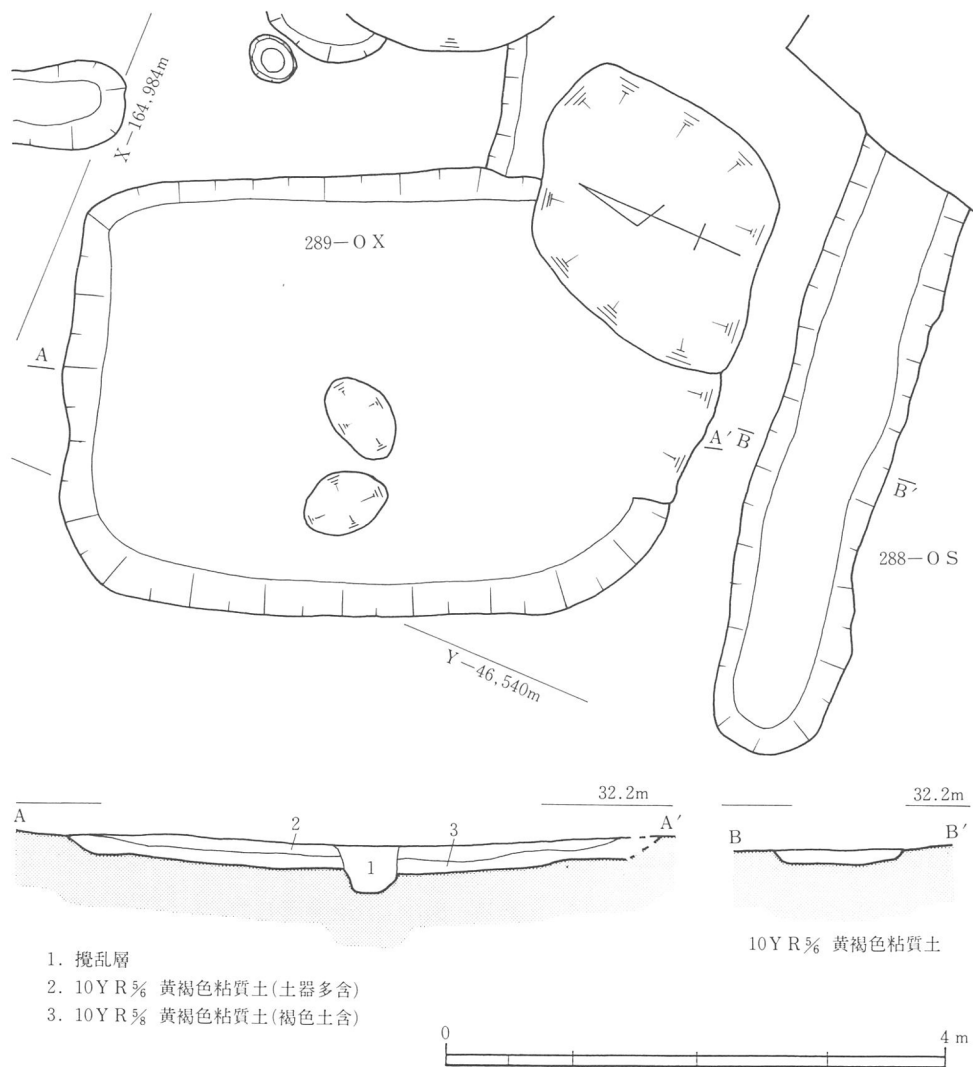 X-164,984m
289-OX
A
A′
B
B′
288-OS
Y-46,540m
32.2m
32.2m
A
2
3
A′
B
B′
1
10YR5/6 黄褐色粘質土
1. 攪乱層
2. 10YR5/6 黄褐色粘質土(土器多含)
3. 10YR5/8 黄褐色粘質土(褐色土含)
0
4m